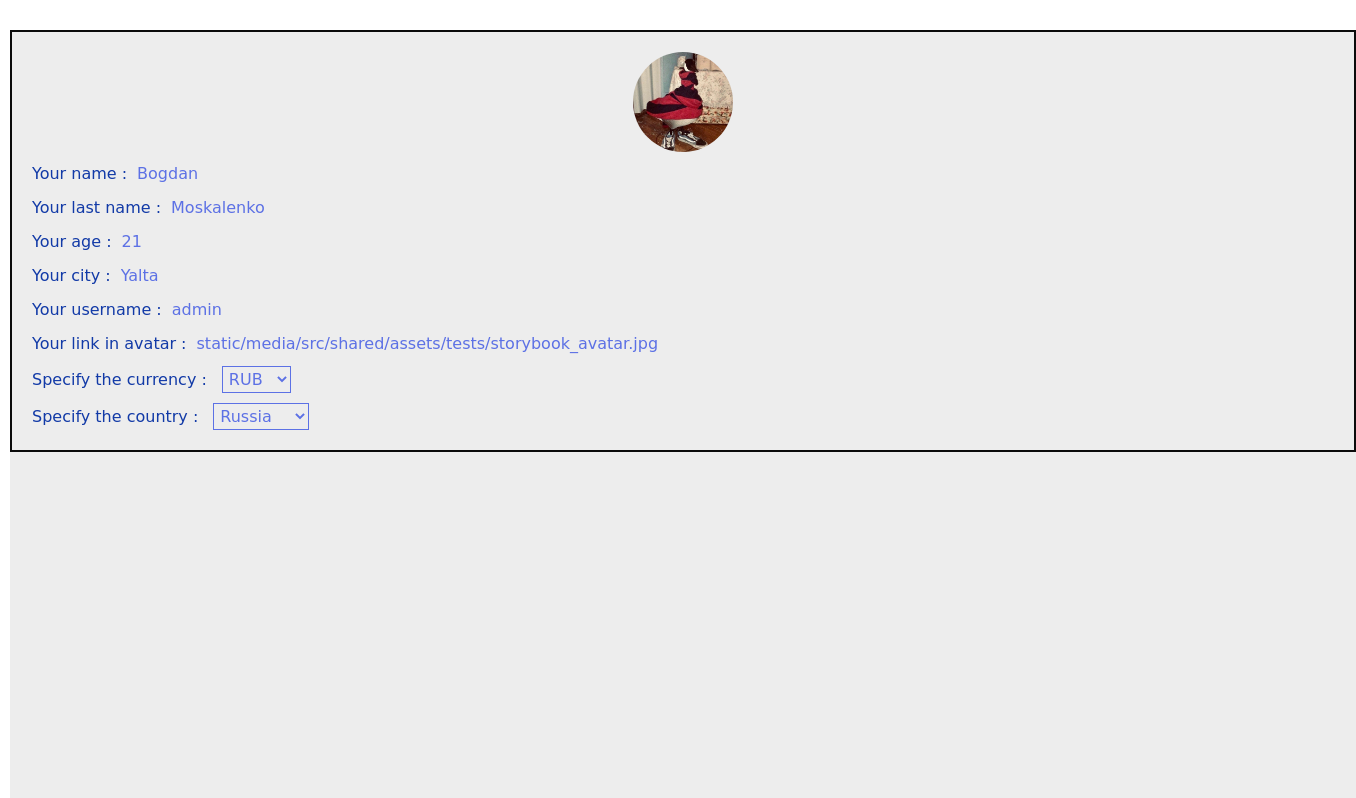 Your name : Bogdan
Your last name : Moskalenko
Your age : 21
Your city : Yalta
Your username : admin
Your link in avatar : static/media/src/shared/assets/tests/storybook_avatar.jpg
Specify the currency : RUB
Specify the country : Russia